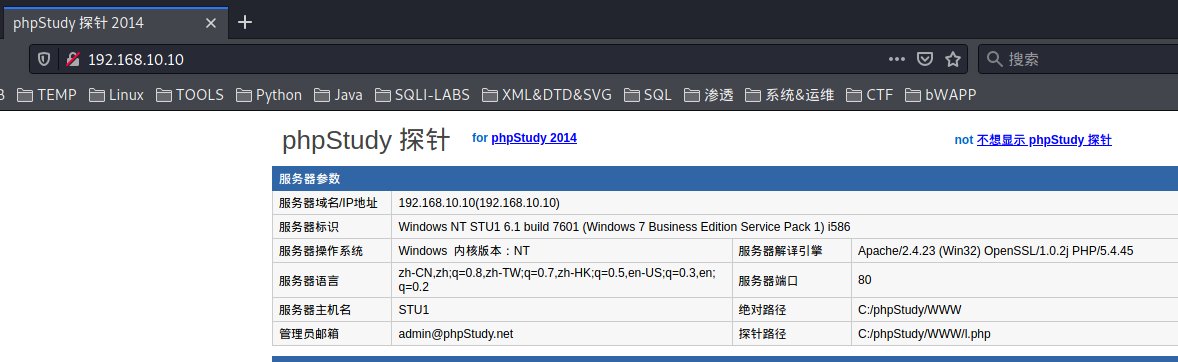 phpStudy 探针 2014
192.168.10.10
搜索
B TEMP Linux TOOLS Python Java SQLI-LABS XML&DTD&SVG SQL 渗透 系统&运维 CTF bWAPP
phpStudy 探针 for phpStudy 2014 not 不想显示 phpStudy 探针
服务器参数
服务器域名/IP地址 192.168.10.10(192.168.10.10)
服务器标识 Windows NT STU1 6.1 build 7601 (Windows 7 Business Edition Service Pack 1) i586
服务器操作系统 Windows 内核版本：NT 服务器解译引擎 Apache/2.4.23 (Win32) OpenSSL/1.0.2j PHP/5.4.45
服务器语言 zh-CN,zh;q=0.8,zh-TW;q=0.7,zh-HK;q=0.5,en-US;q=0.3,en;
q=0.2 服务器端口 80
服务器主机名 STU1 绝对路径 C:/phpStudy/WWW
管理员邮箱 admin@phpStudy.net 探针路径 C:/phpStudy/WWW/l.php